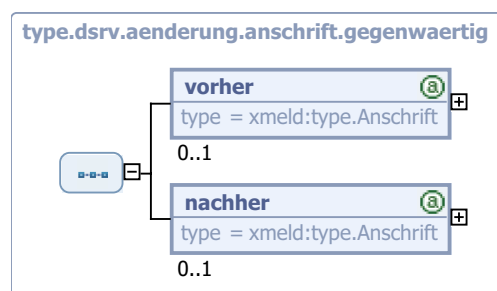 type.dsrv.aenderung.anschrift.gegenwaertig
vorher @
type = xmeld:type.Anschrift
0..1
nachher @
type = xmeld:type.Anschrift
0..1